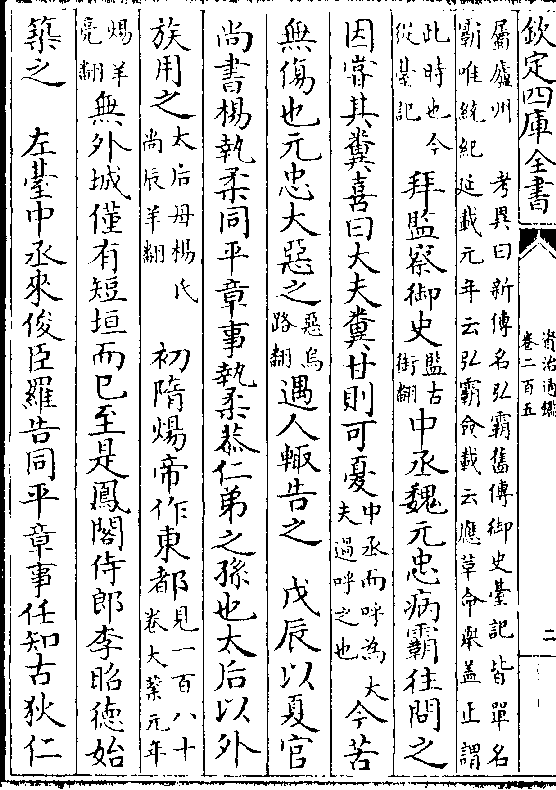 欽定四庫全書
資治通鑑
卷二百五
二
屬廬州 考異曰新傳名弘霸舊傳御史臺記皆單名
霸唯統紀延載元年云弘霸僉載云應革命舉蓋止謂
此時也今
從臺記
拜監察御史
監古
銜翻
中丞魏元忠病霸往問之
因嘗其糞喜曰大夫糞甘則可憂
中丞而呼為大
夫過呼之也
今苦
無傷也元忠大惡之
惡烏
路翻
遇人輒告之 戊辰以夏官
尚書楊執柔同平章事執柔恭仁弟之孫也太后以外
族用之
太后母楊氏
尚辰羊翻
初隋煬帝作東都
見一百八十
卷大業元年
煬羊
亮翻
無外城僅有短垣而已至是鳳閣侍郎李昭德始
築之 左臺中丞來俊臣羅告同平章事任知古狄仁